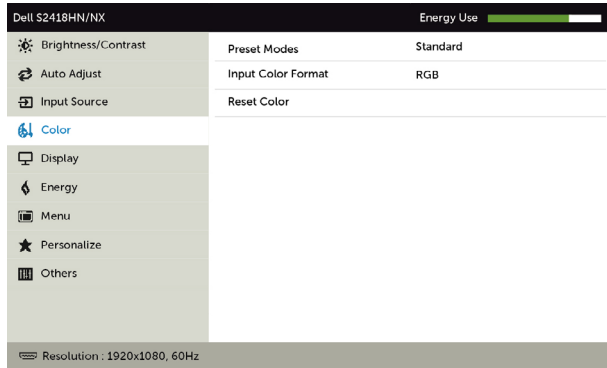 Dell S2418HN/NX Energy Use
Brightness/Contrast
Auto Adjust
Input Source
Color
Display
Energy
Menu
Personalize
Others
Preset Modes Standard
Input Color Format RGB
Reset Color
Resolution : 1920x1080, 60Hz